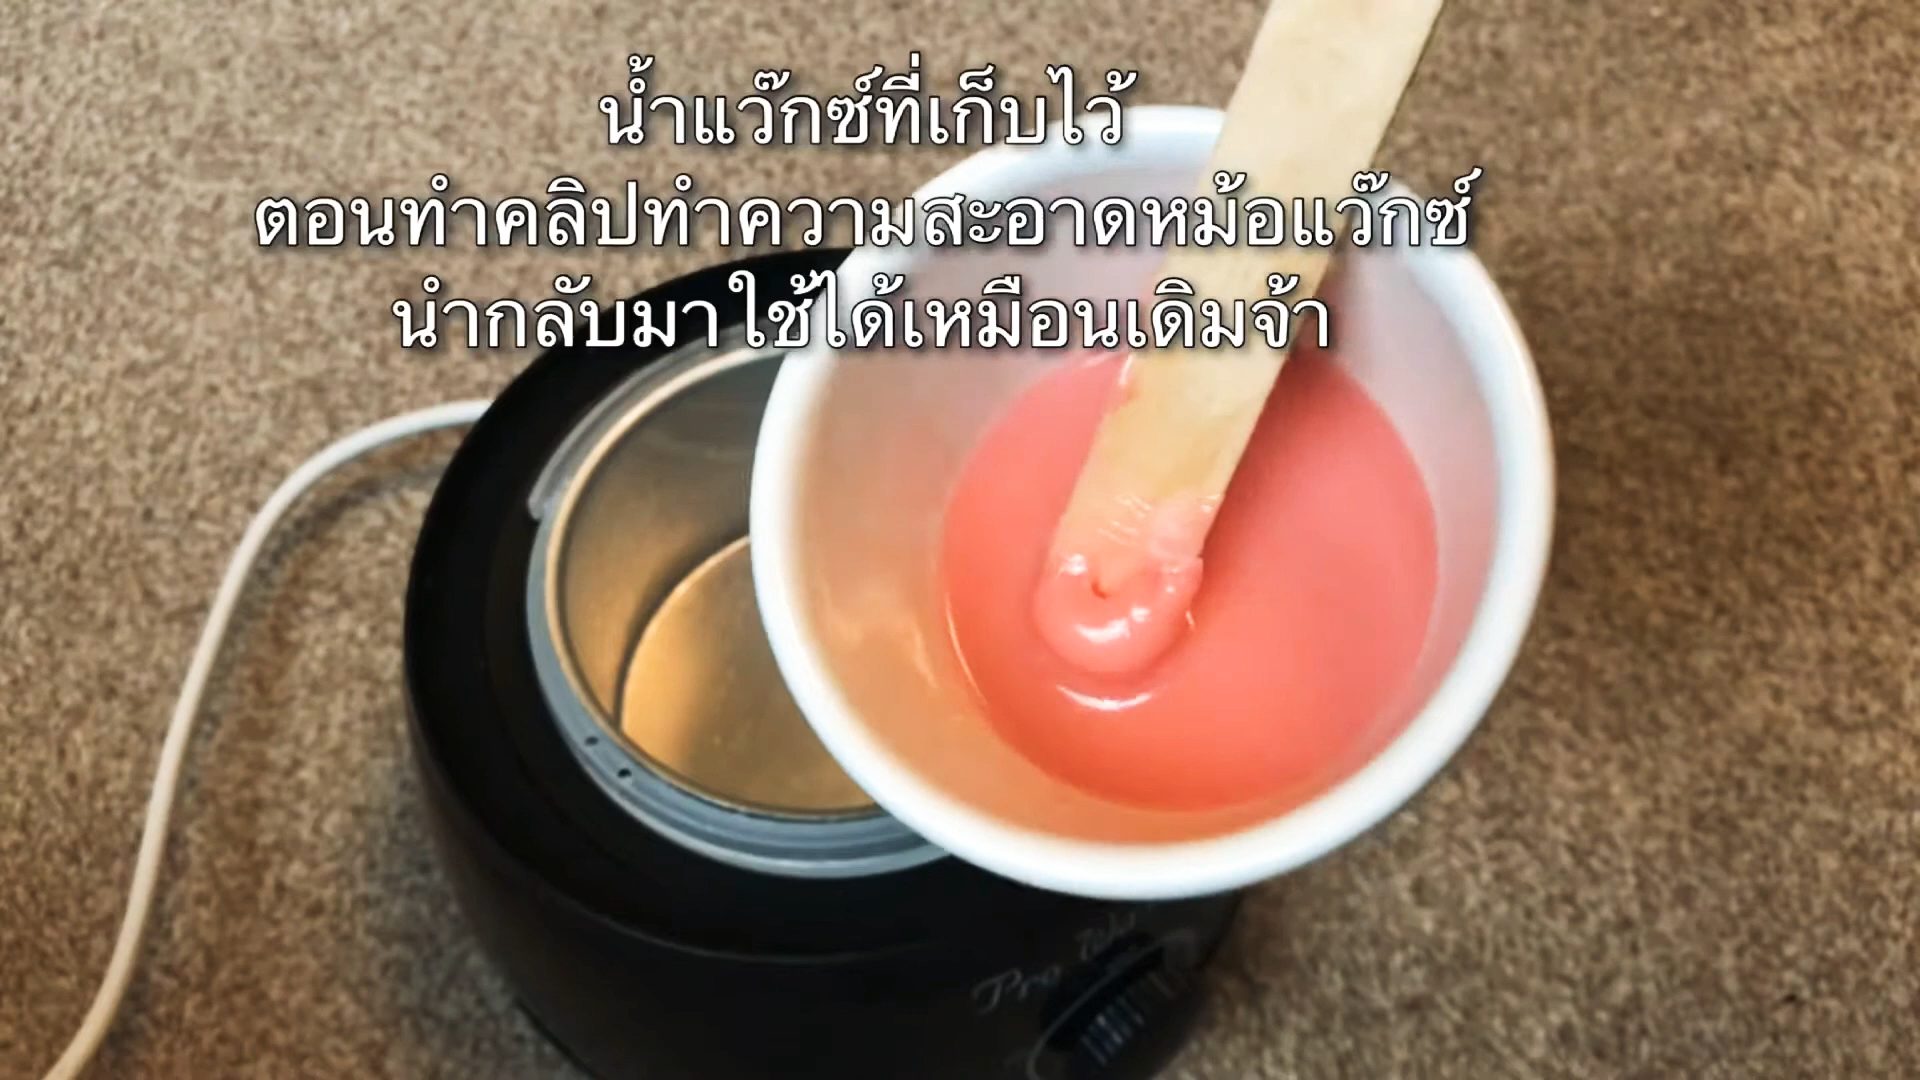 น้ำแว๊กซ์ที่เก็บไว้
ตอนทำคลิปทำความสะอาดหม้อแว๊กซ์
นำกลับมาใช้ได้เหมือนเดิมจ้า
Pro